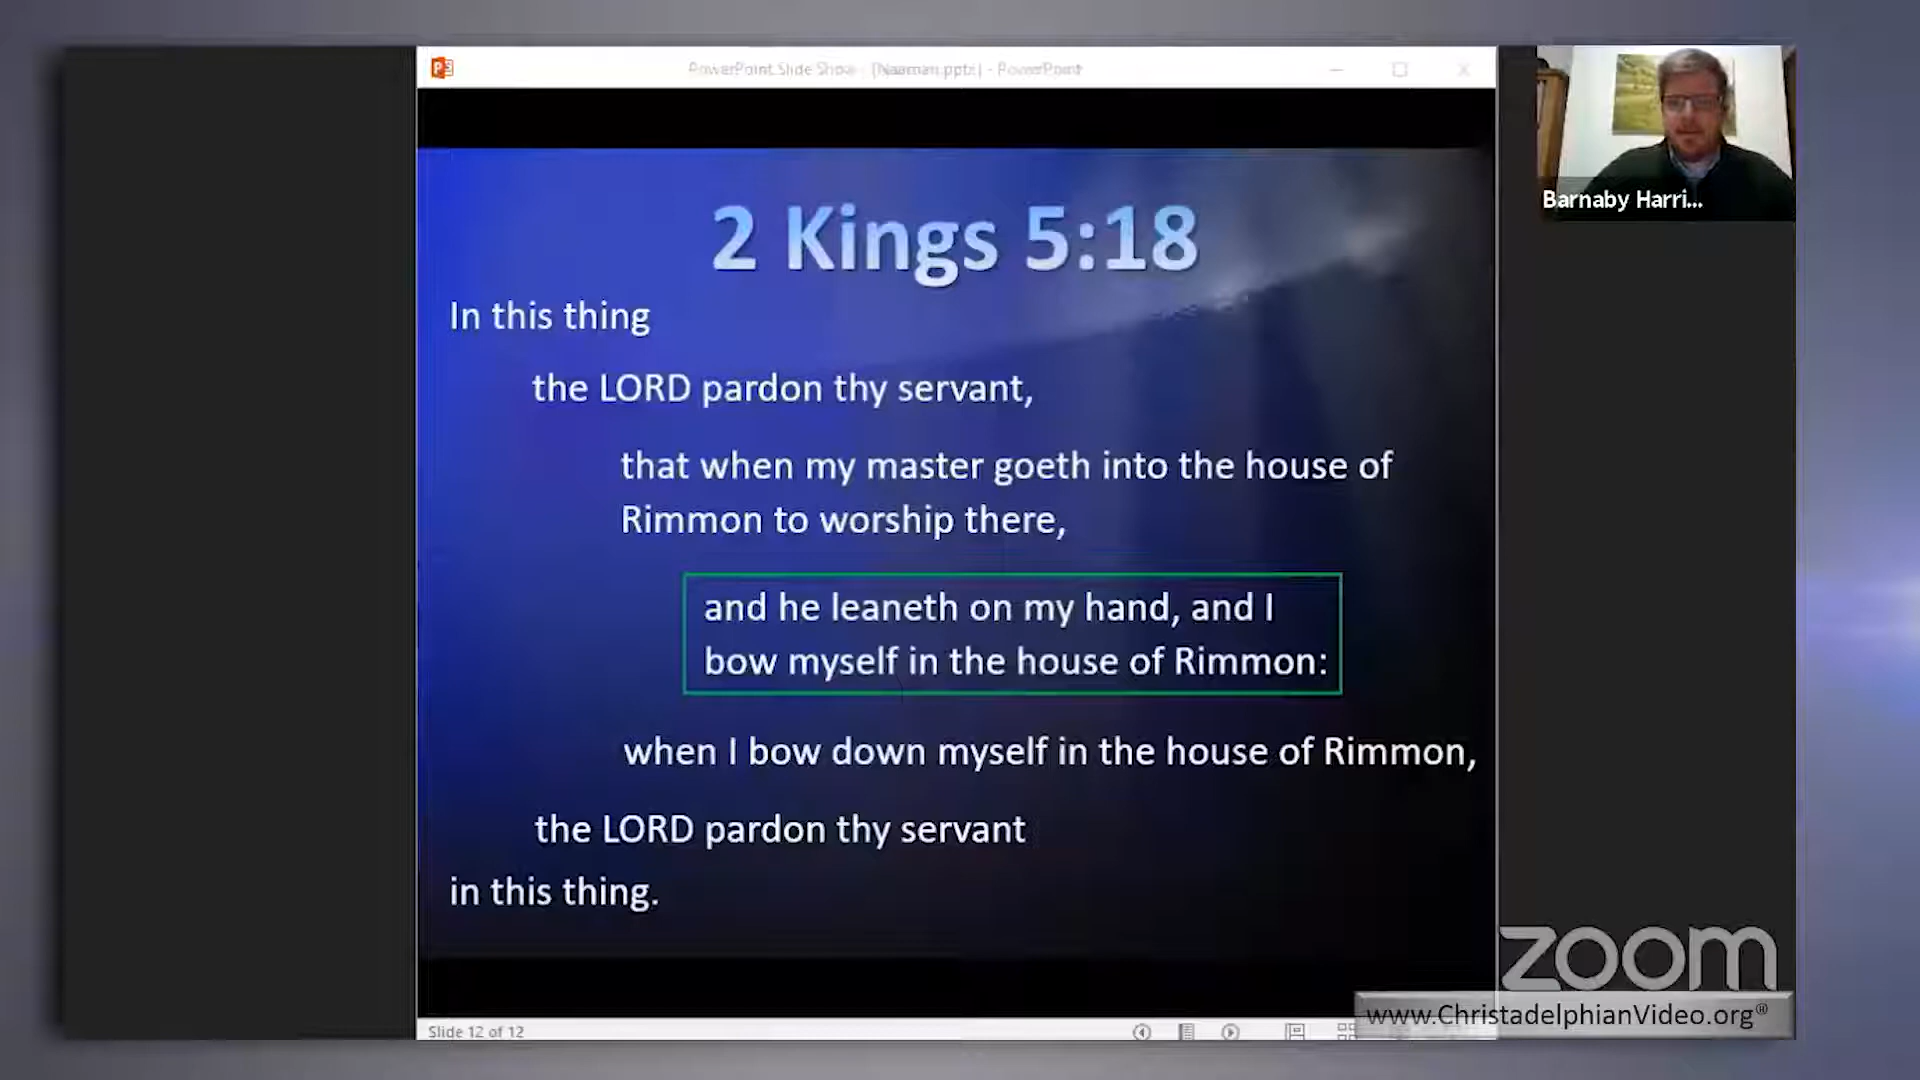 PowerPoint Slide Show - [Naaman.pptx] - PowerPoint
Barnaby Harri...
2 Kings 5:18
In this thing
the LORD pardon thy servant,
that when my master goeth into the house of
Rimmon to worship there,
and he leaneth on my hand, and I
bow myself in the house of Rimmon:
when I bow down myself in the house of Rimmon,
the LORD pardon thy servant
in this thing.
zoom
www.ChristadelphianVideo.org®
Slide 12 of 12